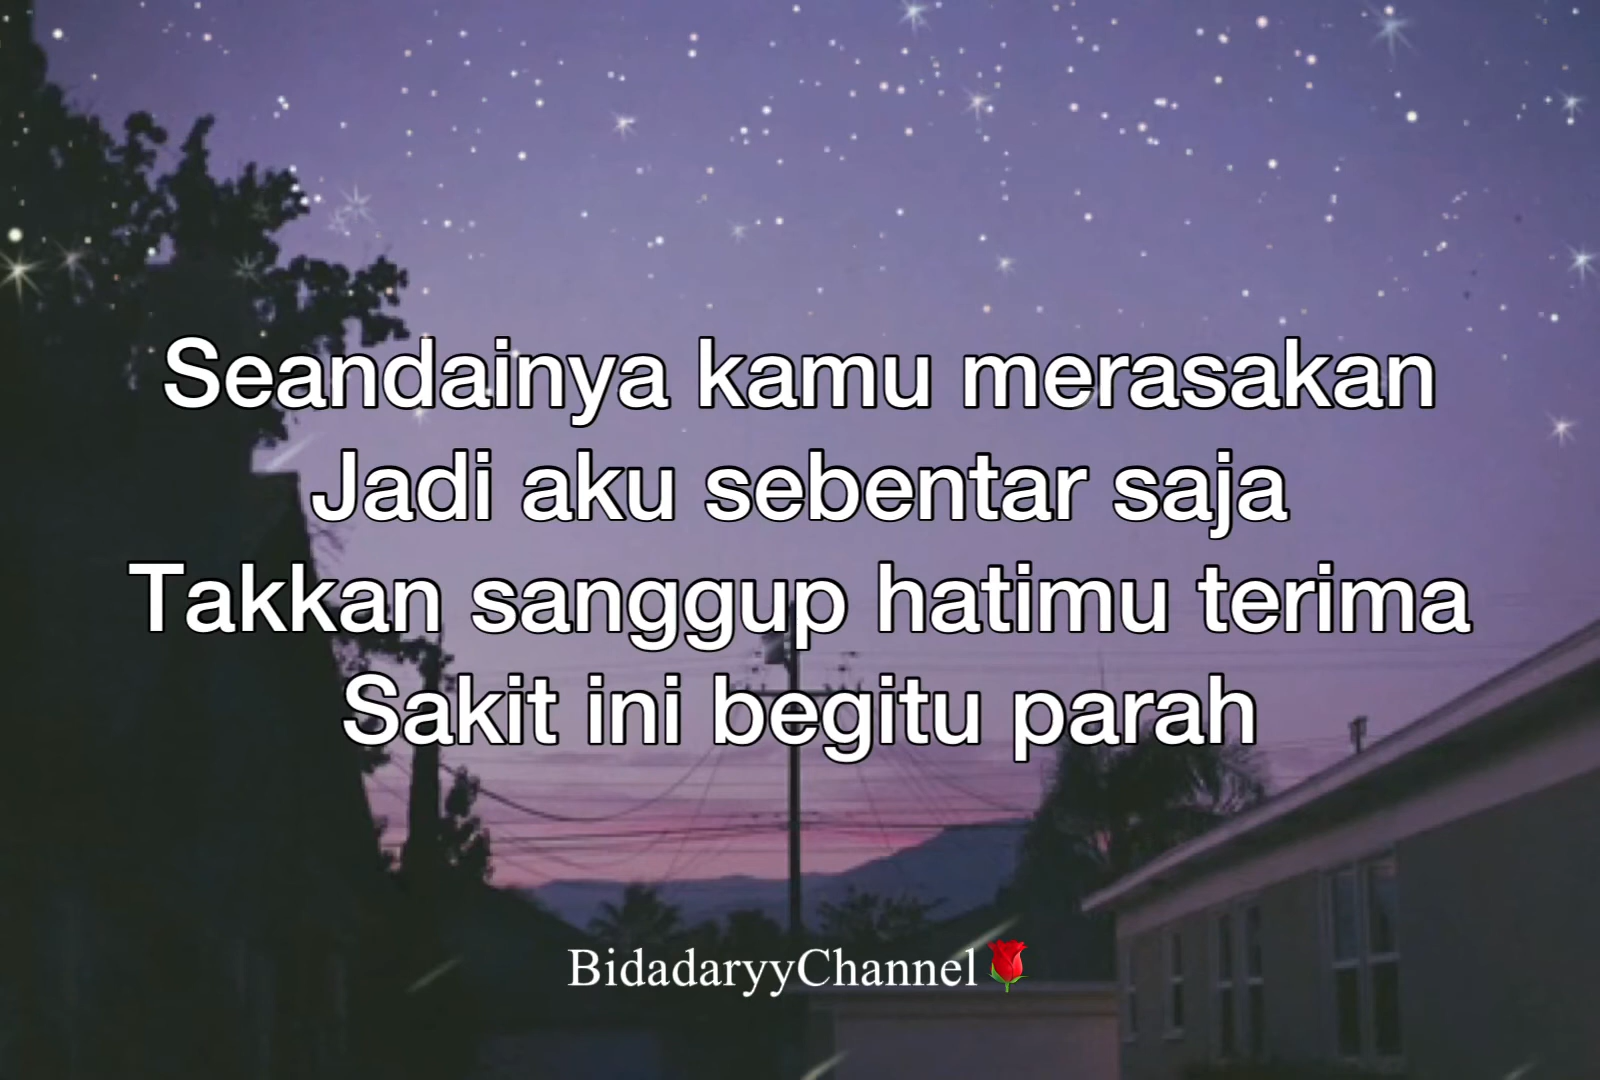 Seandainya kamu merasakan
Jadi aku sebentar saja
Takkan sanggup hatimu terima
Sakit ini begitu parah
BidadaryyChannel🌹